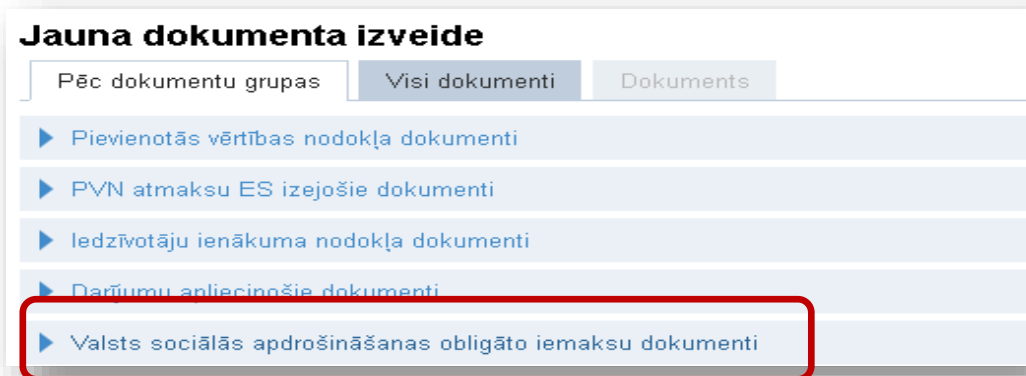 Jauna dokumenta izveide
Pēc dokumentu grupas Visi dokumenti Dokuments
Pievienotās vērtības nodokļa dokumenti
PVN atmaksu ES izejošie dokumenti
Iedzīvotāju ienākuma nodokļa dokumenti
Darījumu apliecinošie dokumenti
Valsts sociālās apdrošināšanas obligāto iemaksu dokumenti